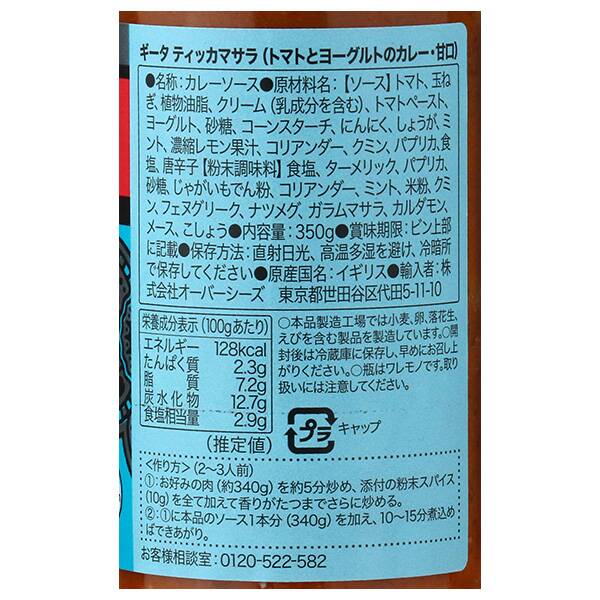 ギータ ティッカマサラ（トマトとヨーグルトのカレー・甘口）
●名称：カレーソース●原材料名：【ソース】トマト、玉ね
ぎ、植物油脂、クリーム（乳成分を含む）、トマトペースト、
ヨーグルト、砂糖、コーンスターチ、にんにく、しょうが、ミ
ント、濃縮レモン果汁、コリアンダー、クミン、パプリカ、食
塩、唐辛子【粉末調味料】食塩、ターメリック、パプリカ、
砂糖、じゃがいもでん粉、コリアンダー、ミント、米粉、クミ
ン、フェヌグリーク、ナツメグ、ガラムマサラ、カルダモン、
メース、こしょう●内容量：350g●賞味期限：ビン上部
に記載●保存方法：直射日光、高温多湿を避け、冷暗所
で保存してください●原産国名：イギリス●輸入者：株
式会社オーバーシーズ 東京都世田谷区代田5-11-10
栄養成分表示（100gあたり）
エネルギー 128kcal
たんぱく質 2.3g
脂質 7.2g
炭水化物 12.7g
食塩相当量 2.9g
（推定値）
○本品製造工場では小麦、卵、落花生、
えびを含む製品を製造しています。○開
封後は冷蔵庫に保存し、早めにお召し上
がりください。○瓶はワレモノです。取り
扱いには注意してください。
プラ キャップ
<作り方>（2〜3人前）
①：お好みの肉（約340g）を約5分炒め、添付の粉末スパイス
（10g）を全て加えて香りがたつまでさらに炒める。
②：①に本品のソース1本分（340g）を加え、10〜15分煮込め
ばできあがり。
お客様相談室：0120-522-582